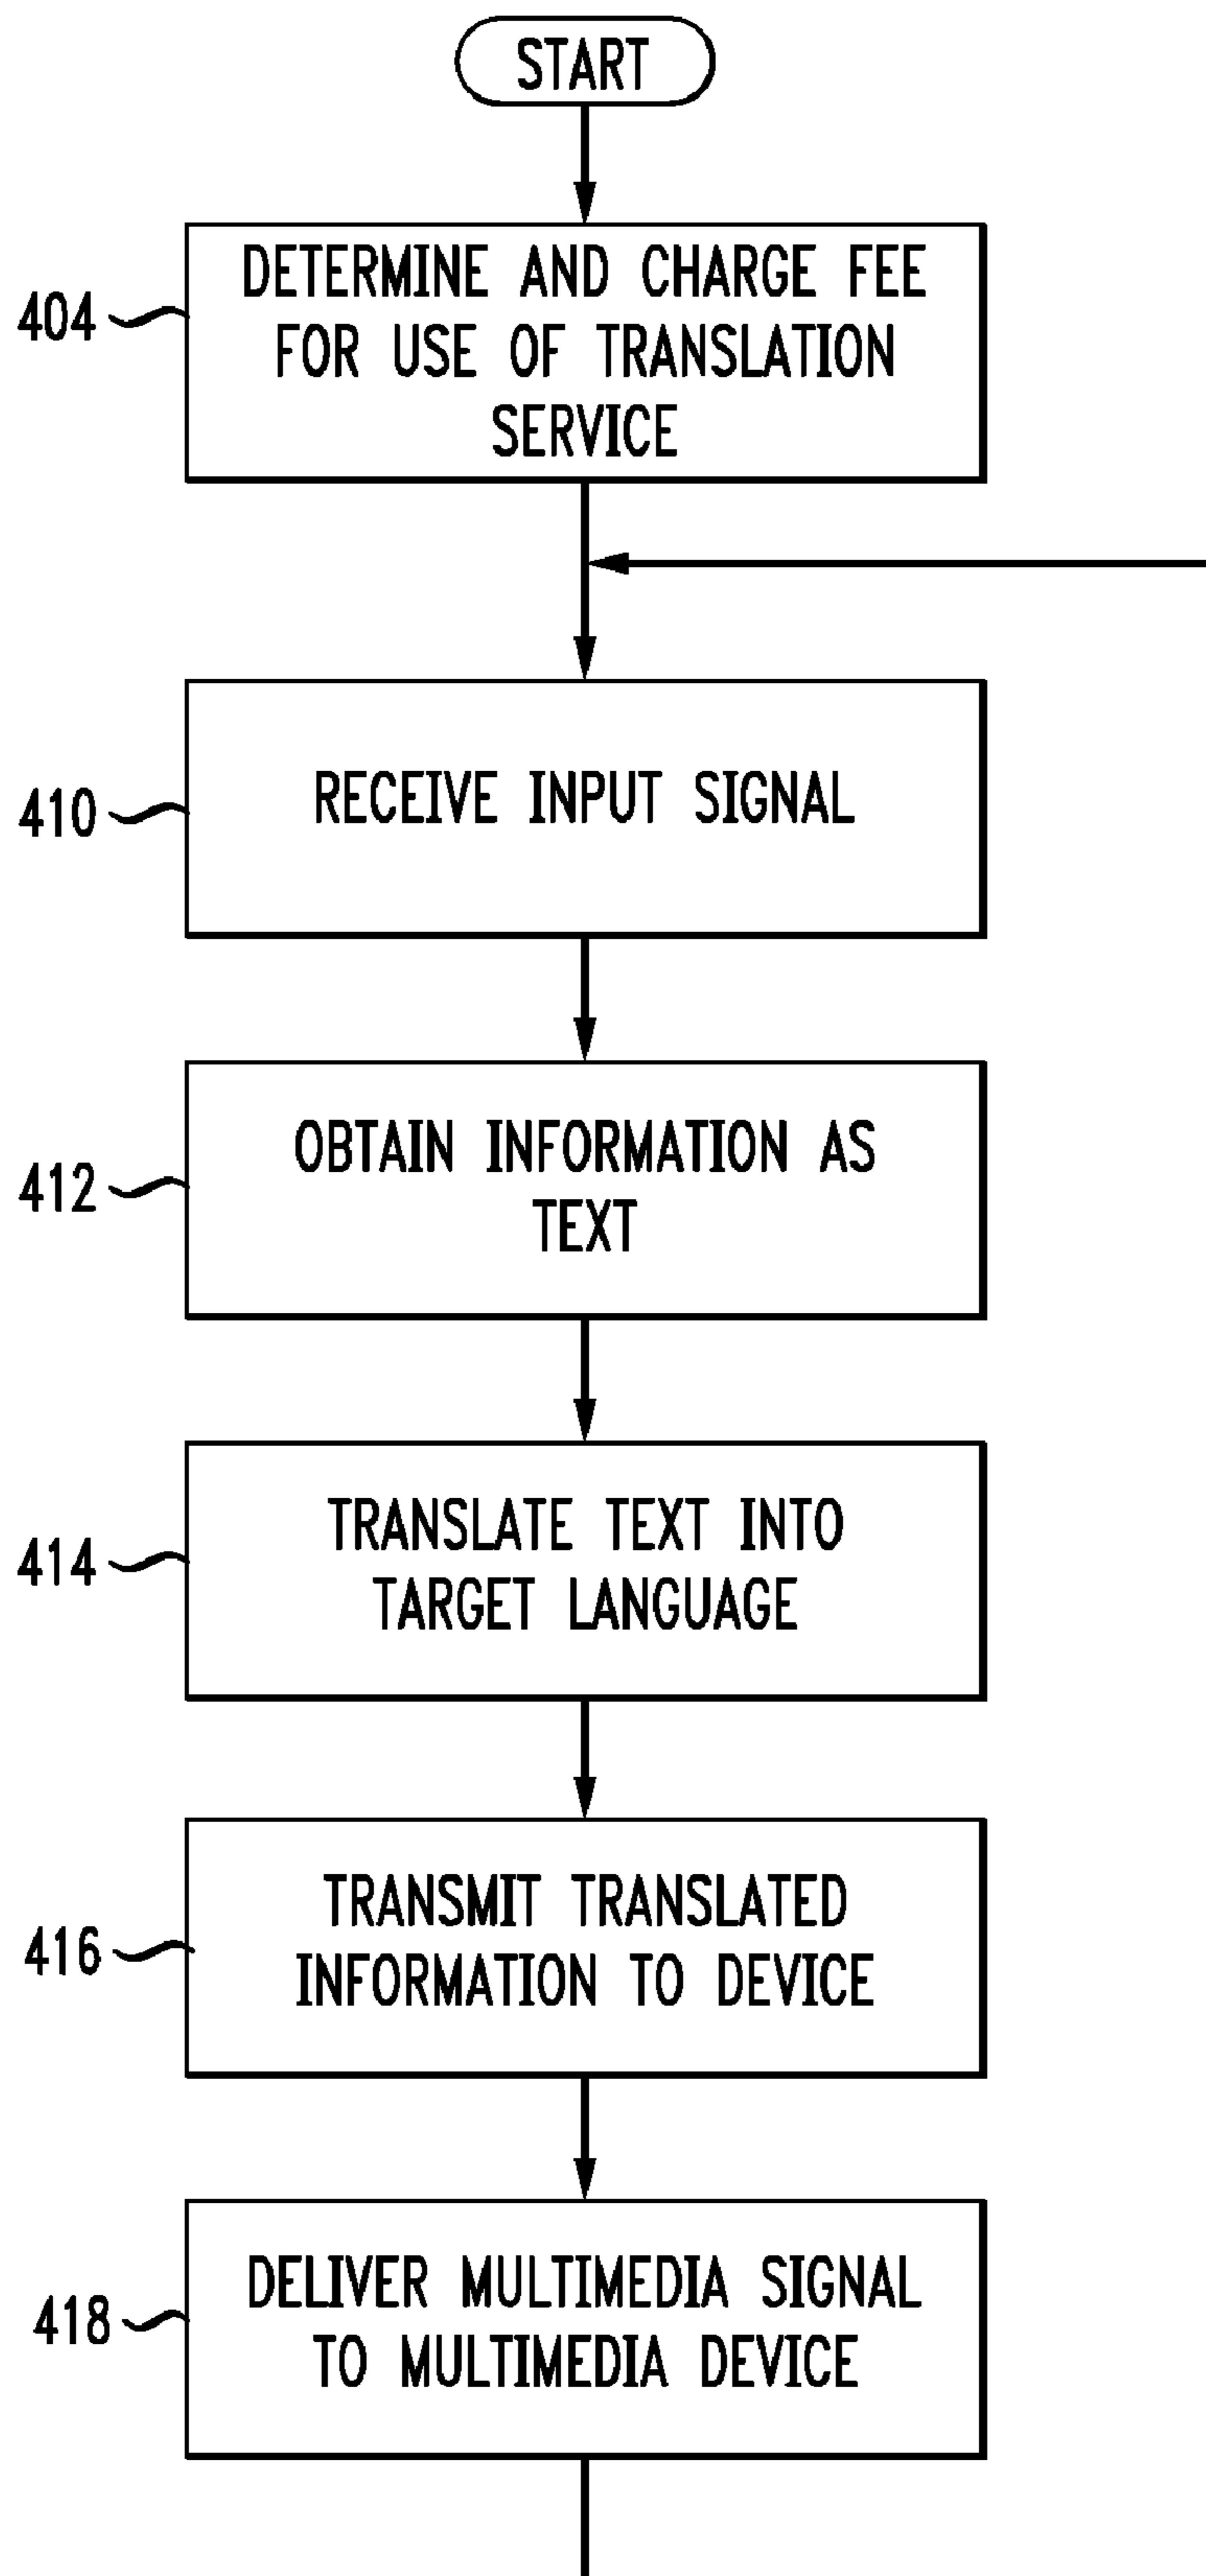 START
404
DETERMINE AND CHARGE FEE
FOR USE OF TRANSLATION
SERVICE
410
RECEIVE INPUT SIGNAL
412
OBTAIN INFORMATION AS
TEXT
414
TRANSLATE TEXT INTO
TARGET LANGUAGE
416
TRANSMIT TRANSLATED
INFORMATION TO DEVICE
418
DELIVER MULTIMEDIA SIGNAL
TO MULTIMEDIA DEVICE